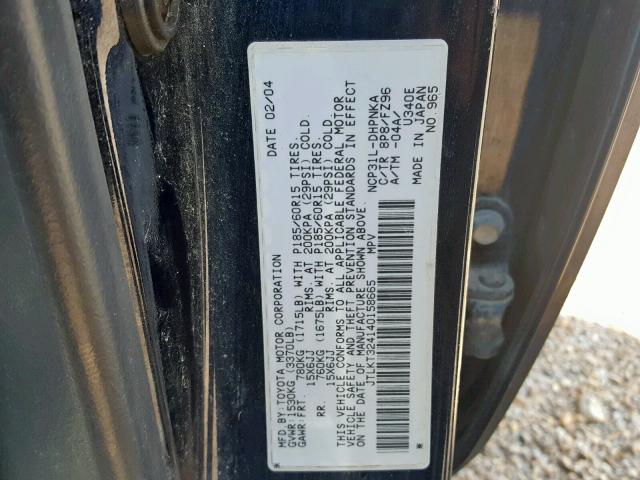 MFD. BY: TOYOTA MOTOR CORPORATION DATE 02/04
GVWR: 1530KG (3370LB)
GAWR: FRT. 780KG (1715LB) WITH P185/60R15 TIRES.
15X6JJ RIMS. AT 200KPA (29PSI) COLD.
RR. 760KG (1675LB) WITH P185/60R15 TIRES.
15X6JJ RIMS. AT 200KPA (29PSI) COLD.
THIS VEHICLE CONFORMS TO ALL APPLICABLE FEDERAL MOTOR
VEHICLE SAFETY AND THEFT PREVENTION STANDARDS IN EFFECT
ON THE DATE OF MANUFACTURE SHOWN ABOVE.
JTLKT324140158665 MPV
NCP31L-DHPNKA
C/TR 8P8/FZ96
A/TM -04A/ U340E
MADE IN JAPAN
* NO.965 *